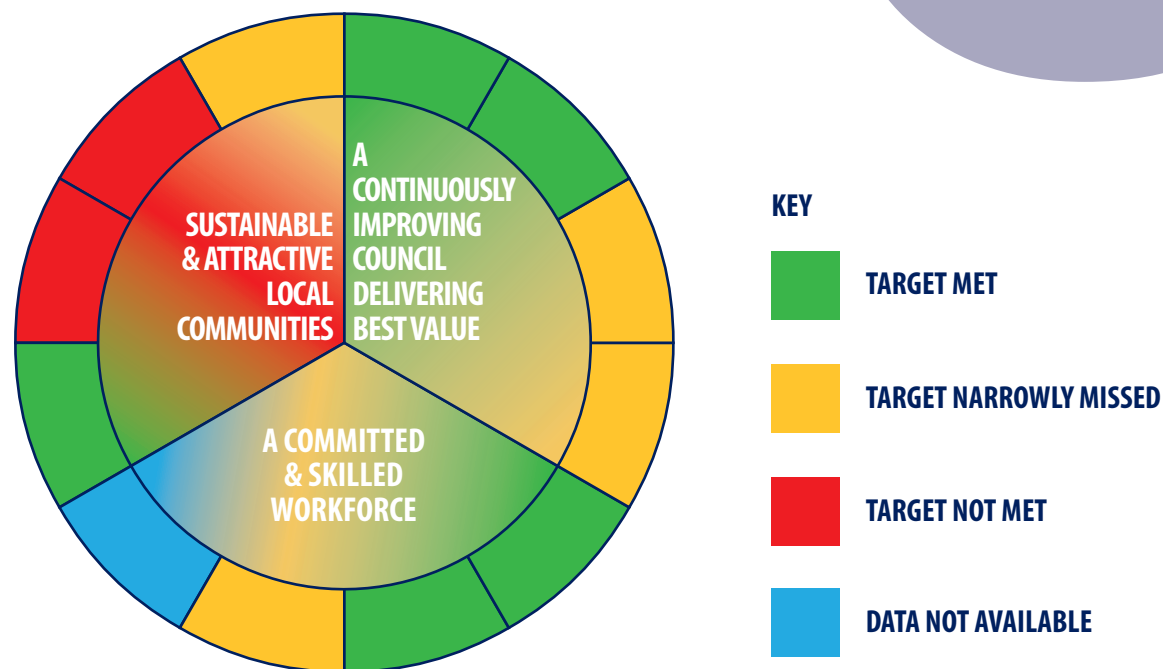 SUSTAINABLE
& ATTRACTIVE
LOCAL
COMMUNITIES
A
CONTINUOUSLY
IMPROVING
COUNCIL
DELIVERING
BEST VALUE
A COMMITTED
& SKILLED
WORKFORCE
KEY
TARGET MET
TARGET NARROWLY MISSED
TARGET NOT MET
DATA NOT AVAILABLE